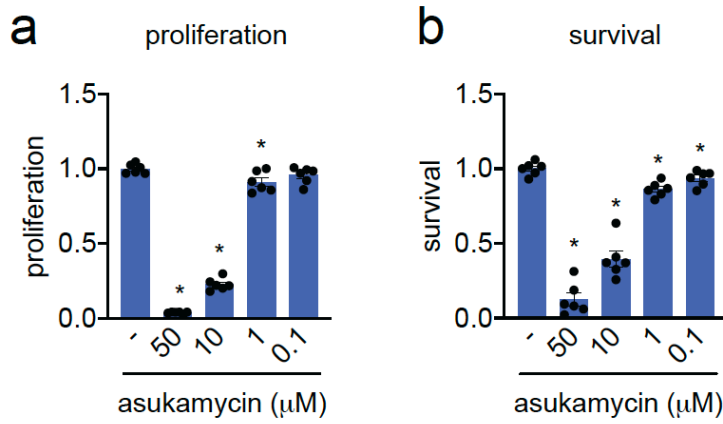 a
proliferation
proliferation
1.5
1.0
0.5
0.0
*
*
*
- 50 10 1 0.1
asukamycin (μM)
b
survival
survival
1.5
1.0
0.5
0.0
*
*
*
*
- 50 10 1 0.1
asukamycin (μM)